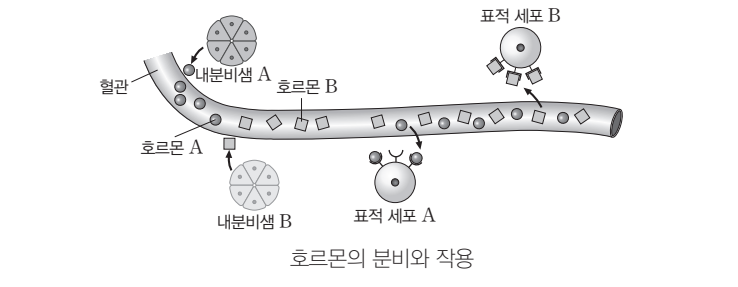 표적 세포 B
내분비샘 A
혈관
호르몬 B
호르몬 A
내분비샘 B
표적 세포 A
호르몬의 분비와 작용